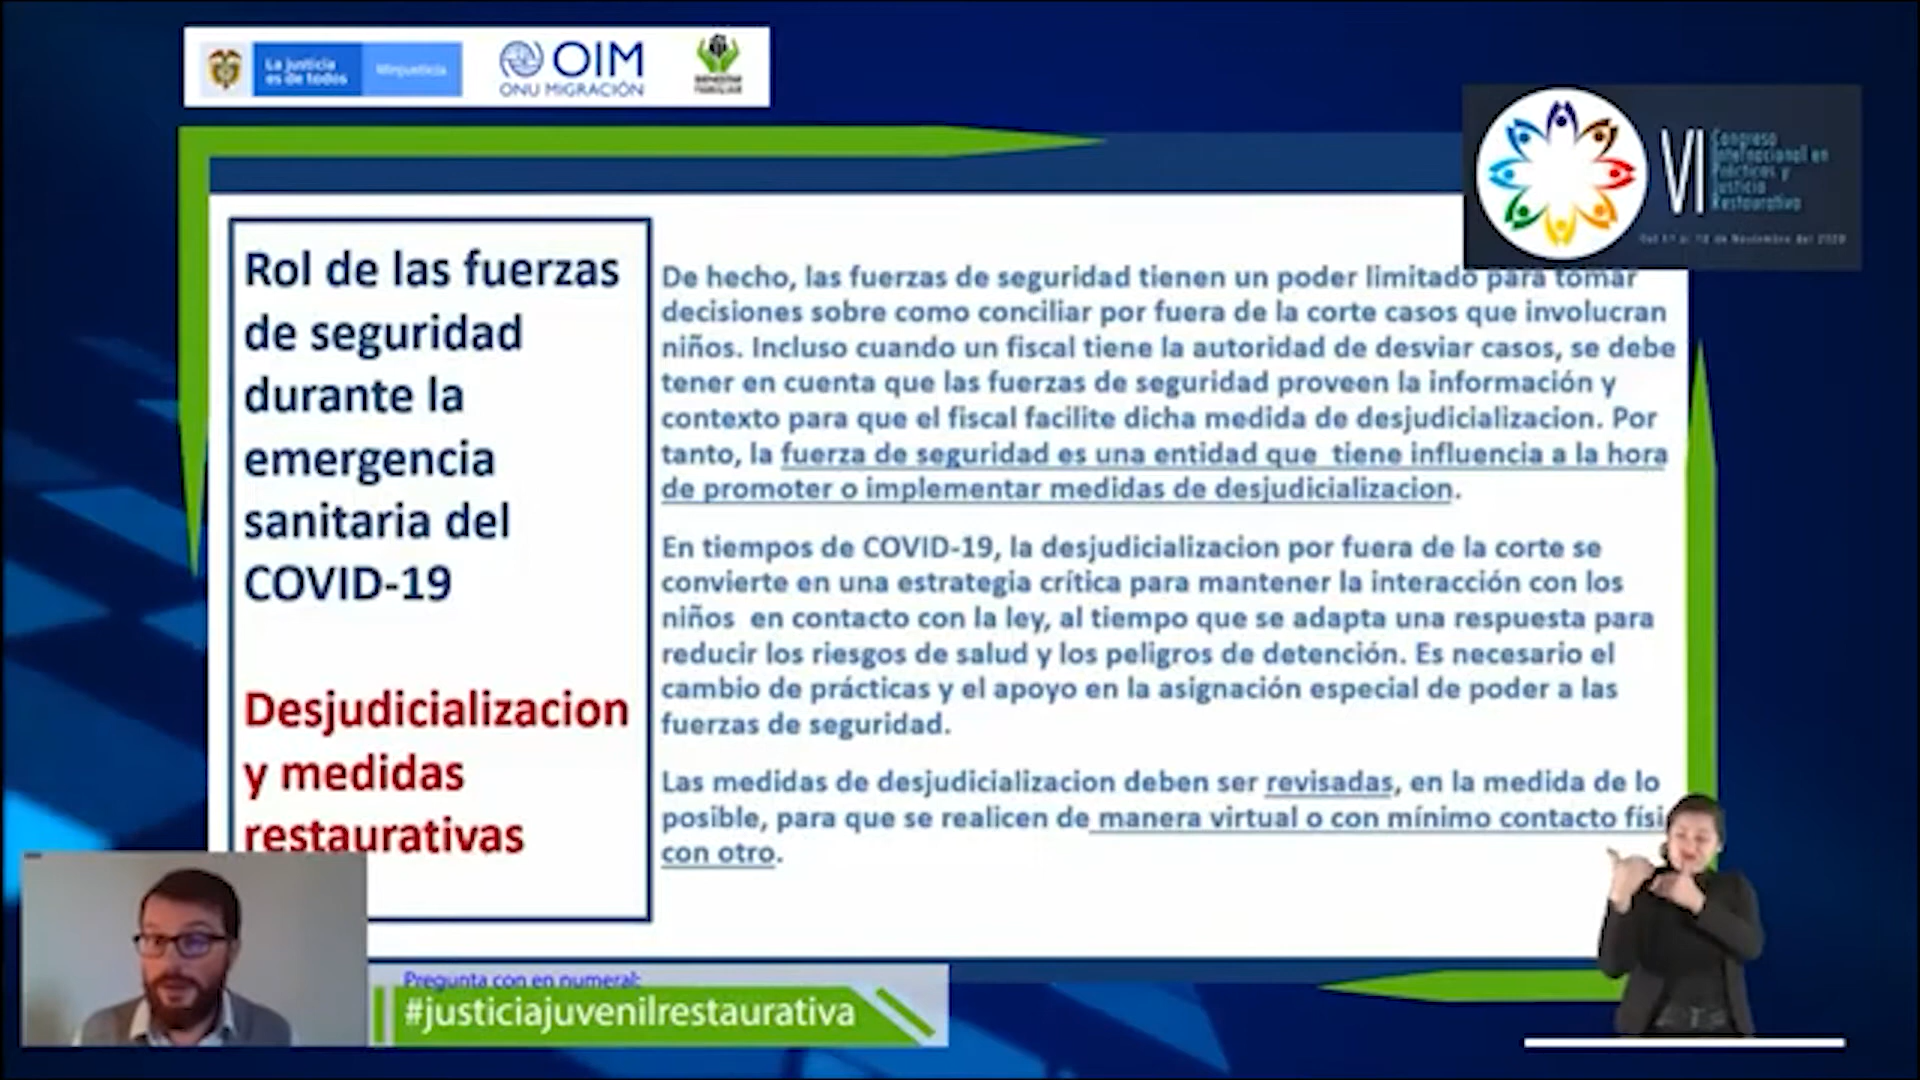 La justicia
es de todos
Minjusticia
OIM
ONU MIGRACIÓN
BIENESTAR
FAMILIAR
VI
Congreso
Internacional en
Prácticas y
Justicia
Restaurativa
Rol de las fuerzas
de seguridad
durante la
emergencia
sanitaria del
COVID-19
Desjudicializacion
y medidas
restaurativas
De hecho, las fuerzas de seguridad tienen un poder limitado para tomar
decisiones sobre como conciliar por fuera de la corte casos que involucran
niños. Incluso cuando un fiscal tiene la autoridad de desviar casos, se debe
tener en cuenta que las fuerzas de seguridad proveen la información y
contexto para que el fiscal facilite dicha medida de desjudicializacion. Por
tanto, la fuerza de seguridad es una entidad que tiene influencia a la hora
de promoter o implementar medidas de desjudicializacion.
En tiempos de COVID-19, la desjudicializacion por fuera de la corte se
convierte en una estrategia crítica para mantener la interacción con los
niños en contacto con la ley, al tiempo que se adapta una respuesta para
reducir los riesgos de salud y los peligros de detención. Es necesario el
cambio de prácticas y el apoyo en la asignación especial de poder a las
fuerzas de seguridad.
Las medidas de desjudicializacion deben ser revisadas, en la medida de lo
posible, para que se realicen de manera virtual o con mínimo contacto físi
con otro.
Pregunta con en numeral:
#justiciajuvenilrestaurativa